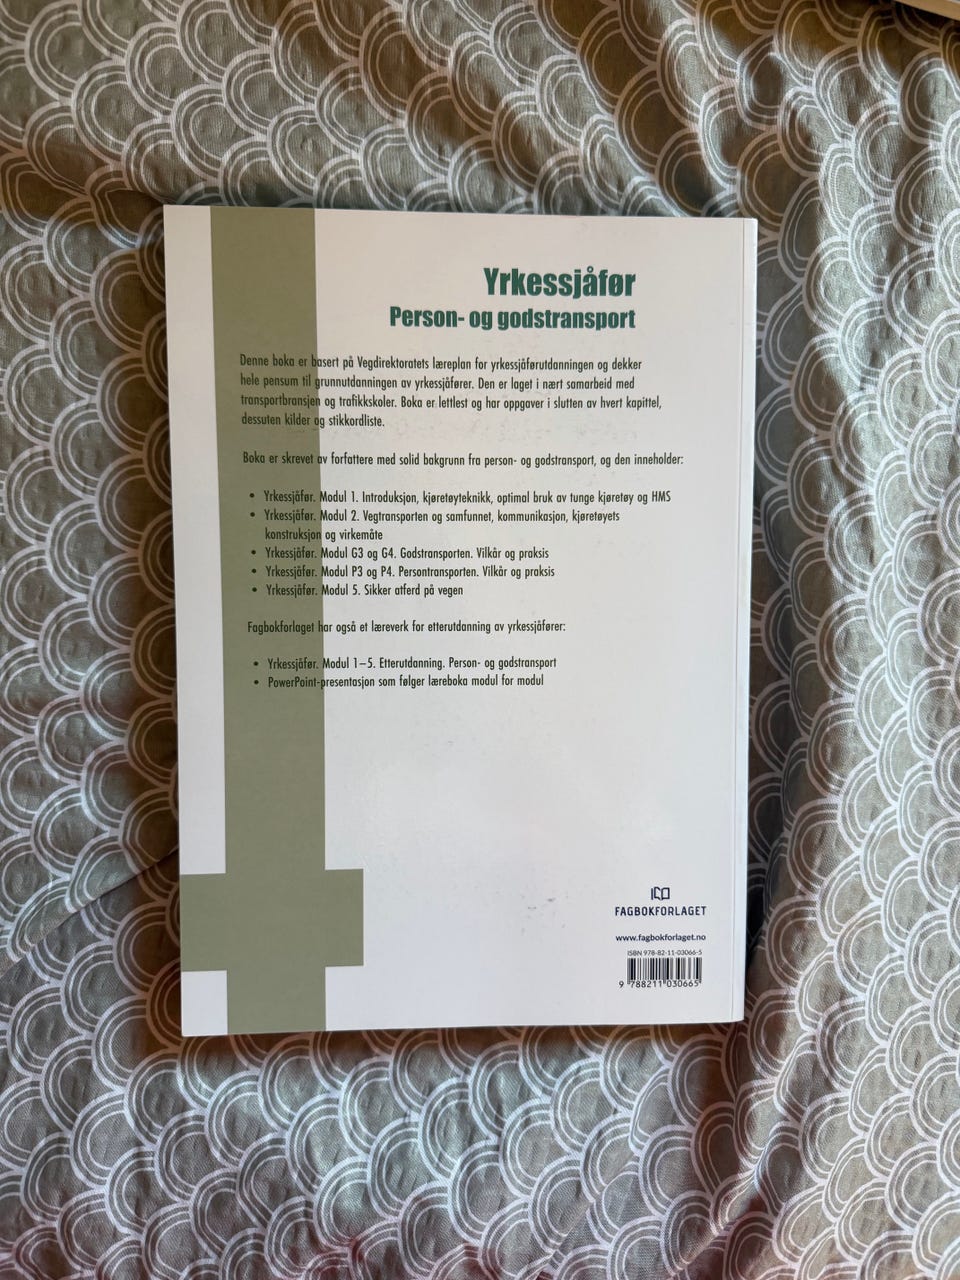 Yrkessjåfør
Person- og godstransport
Denne boka er basert på Vegdirektoratets læreplan for yrkessjåførutdanningen og dekker
hele pensum til grunnutdanningen av yrkessjåfører. Den er laget i nært samarbeid med
transportbransjen og trafikkskoler. Boka er lettlest og har oppgaver i slutten av hvert kapittel,
dessuten kilder og stikkordliste.
Boka er skrevet av forfattere med solid bakgrunn fra person- og godstransport, og den inneholder:
• Yrkessjåfør. Modul 1. Introduksjon, kjøretøyteknikk, optimal bruk av tunge kjøretøy og HMS
• Yrkessjåfør. Modul 2. Vegtransporten og samfunnet, kommunikasjon, kjøretøyets
konstruksjon og virkemåte
• Yrkessjåfør. Modul G3 og G4. Godstransporten. Vilkår og praksis
• Yrkessjåfør. Modul P3 og P4. Persontransporten. Vilkår og praksis
• Yrkessjåfør. Modul 5. Sikker atferd på vegen
Fagbokforlaget har også et læreverk for etterutdanning av yrkessjåfører:
• Yrkessjåfør. Modul 1–5. Etterutdanning. Person- og godstransport
• PowerPoint-presentasjon som følger læreboka modul for modul
FAGBOKFORLAGET
www.fagbokforlaget.no
ISBN 978-82-11-03066-5
9 788211 030665